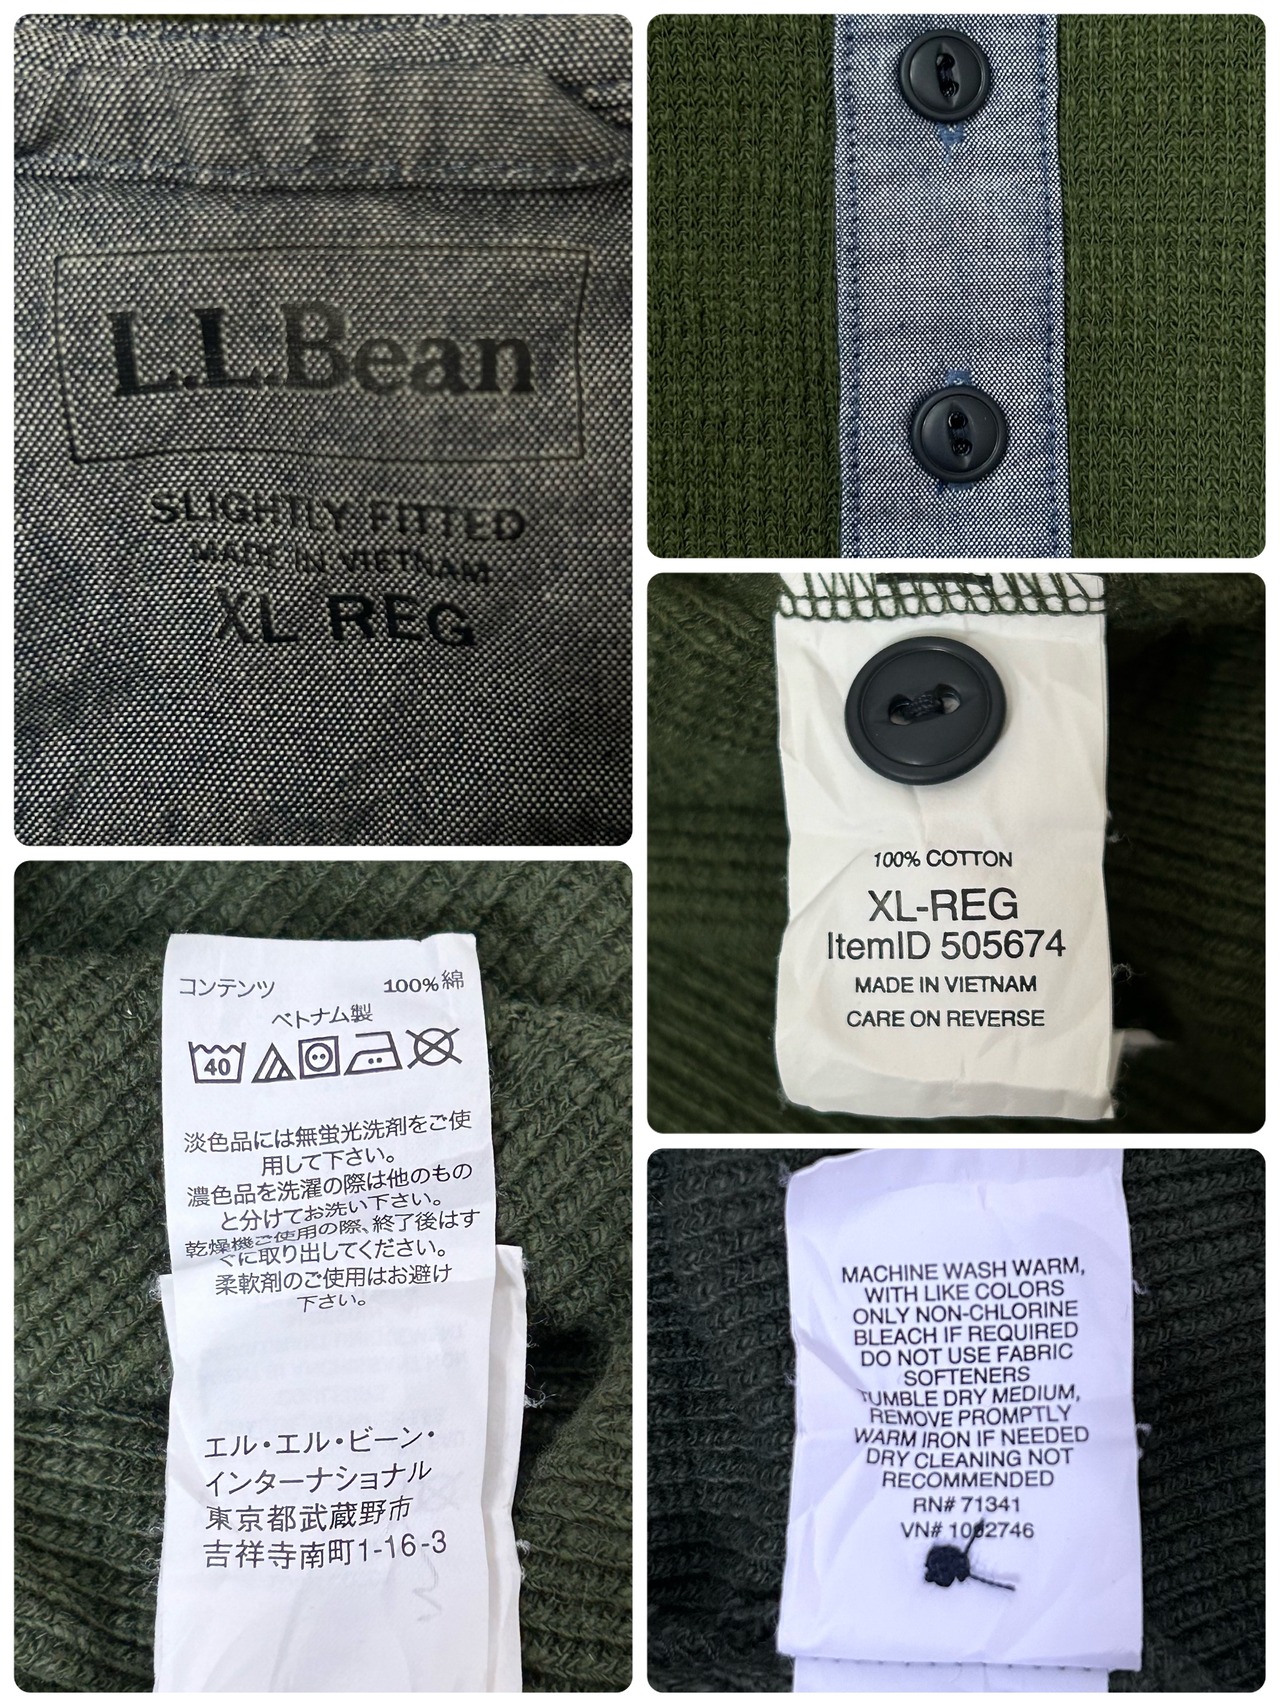 L.L.Bean
SLIGHTLY FITTED
MADE IN VIETNAM
XL REG
100% COTTON
XL-REG
ItemID 505674
MADE IN VIETNAM
CARE ON REVERSE
コンテンツ 100%綿
ベトナム製
40
淡色品には無蛍光洗剤をご使
用して下さい。
濃色品を洗濯の際は他のもの
と分けてお洗い下さい。
乾燥機ご使用の際、終了後はす
ぐに取り出してください。
柔軟剤のご使用はお避け
下さい。
エル・エル・ビーン・
インターナショナル
東京都武蔵野市
吉祥寺南町1-16-3
MACHINE WASH WARM,
WITH LIKE COLORS
ONLY NON-CHLORINE
BLEACH IF REQUIRED
DO NOT USE FABRIC
SOFTENERS
TUMBLE DRY MEDIUM,
REMOVE PROMPTLY
WARM IRON IF NEEDED
DRY CLEANING NOT
RECOMMENDED
RN# 71341
VN# 1002746